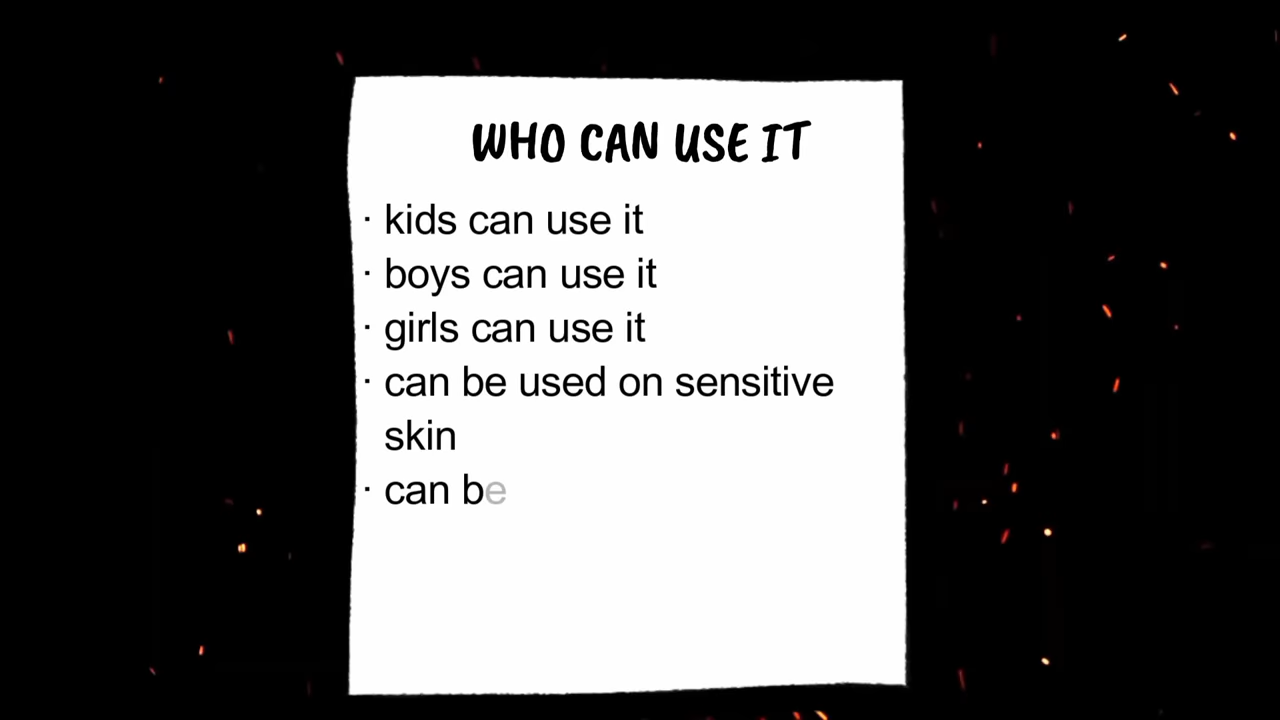 WHO CAN USE IT
· kids can use it
· boys can use it
· girls can use it
· can be used on sensitive
skin
· can be